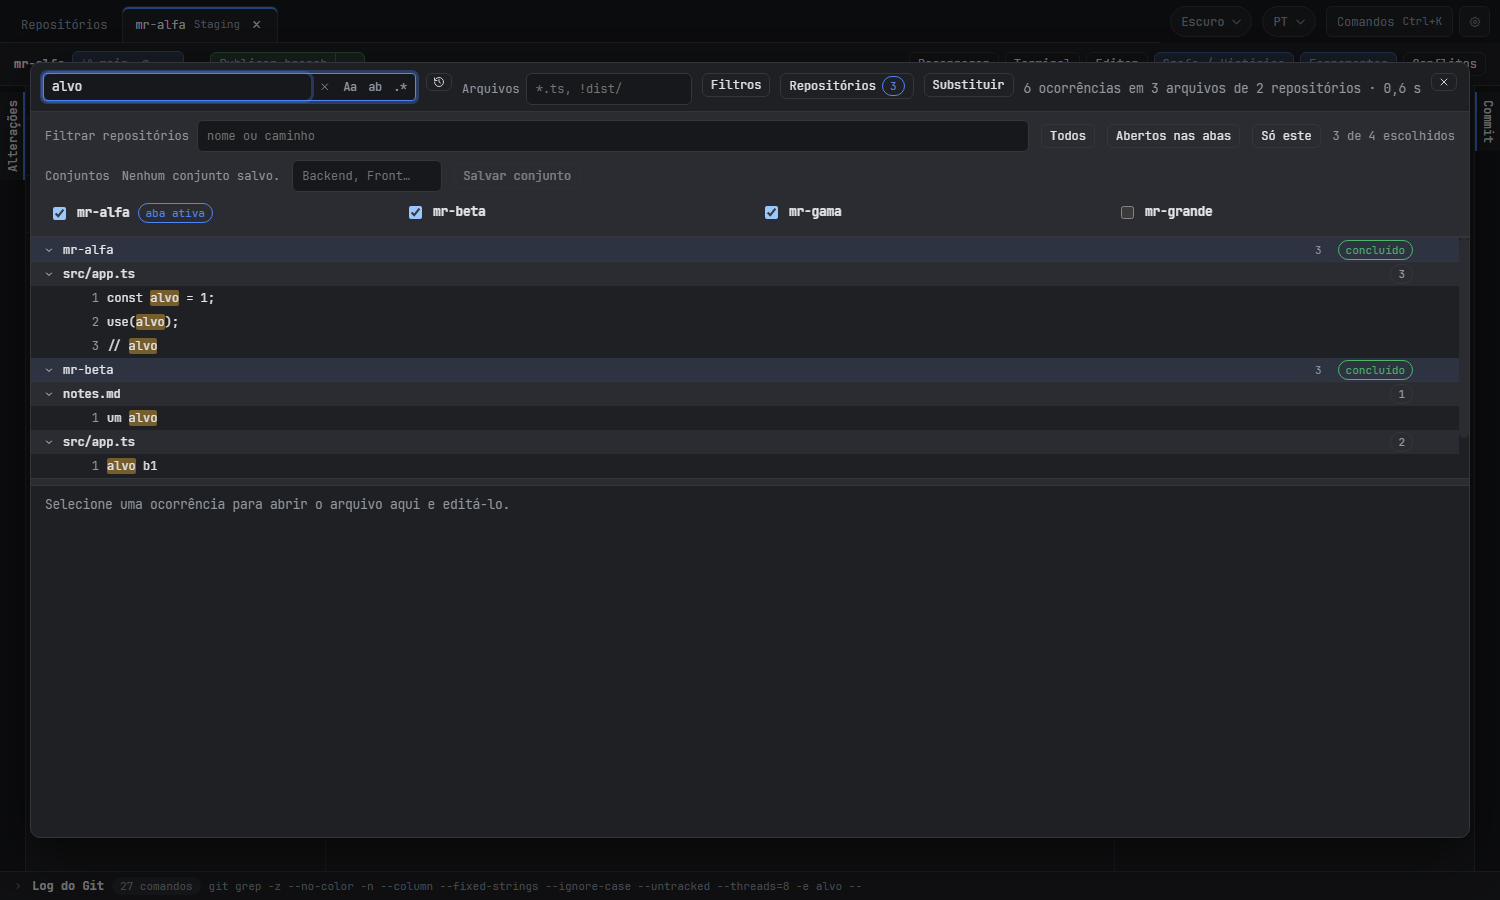 Repositórios mr-alfa Staging × Escuro PT Comandos Ctrl+K
alvo × Aa ab .* Arquivos *.ts, !dist/ Filtros Repositórios 3 Substituir 6 ocorrências em 3 arquivos de 2 repositórios · 0,6 s ×
Alterações
Commit
Filtrar repositórios nome ou caminho Todos Abertos nas abas Só este 3 de 4 escolhidos
Conjuntos Nenhum conjunto salvo. Backend, Front… Salvar conjunto
mr-alfa aba ativa mr-beta mr-gama mr-grande
mr-alfa 3 concluído
src/app.ts 3
1 const alvo = 1;
2 use(alvo);
3 // alvo
mr-beta 3 concluído
notes.md 1
1 um alvo
src/app.ts 2
1 alvo b1
Selecione uma ocorrência para abrir o arquivo aqui e editá-lo.
Log do Git 27 comandos git grep -z --no-color -n --column --fixed-strings --ignore-case --untracked --threads=8 -e alvo --